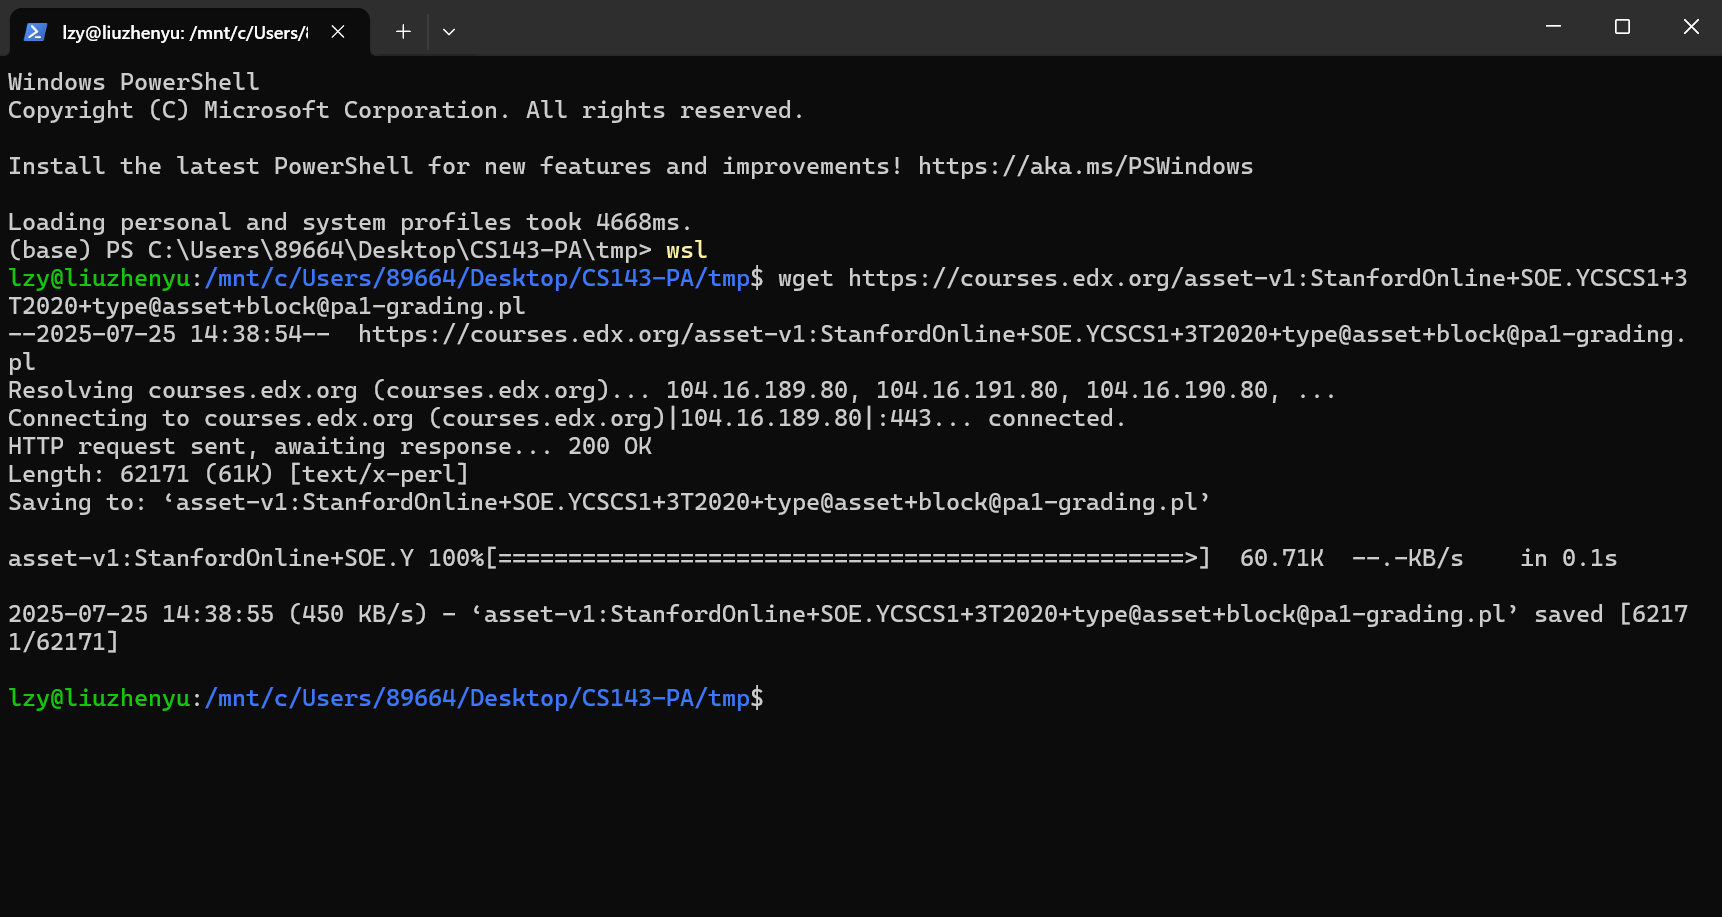 lzy@liuzhenyu: /mnt/c/Users/8
Windows PowerShell
Copyright (C) Microsoft Corporation. All rights reserved.
Install the latest PowerShell for new features and improvements! https://aka.ms/PSWindows
Loading personal and system profiles took 4668ms.
(base) PS C:\Users\89664\Desktop\CS143-PA\tmp> wsl
lzy@liuzhenyu:/mnt/c/Users/89664/Desktop/CS143-PA/tmp$ wget https://courses.edx.org/asset-v1:StanfordOnline+SOE.YCSCS1+3
T2020+type@asset+block@pa1-grading.pl
--2025-07-25 14:38:54--  https://courses.edx.org/asset-v1:StanfordOnline+SOE.YCSCS1+3T2020+type@asset+block@pa1-grading.
pl
Resolving courses.edx.org (courses.edx.org)... 104.16.189.80, 104.16.191.80, 104.16.190.80, ...
Connecting to courses.edx.org (courses.edx.org)|104.16.189.80|:443... connected.
HTTP request sent, awaiting response... 200 OK
Length: 62171 (61K) [text/x-perl]
Saving to: ‘asset-v1:StanfordOnline+SOE.YCSCS1+3T2020+type@asset+block@pa1-grading.pl’
asset-v1:StanfordOnline+SOE.Y 100%[=================================================>]  60.71K  --.-KB/s    in 0.1s
2025-07-25 14:38:55 (450 KB/s) - ‘asset-v1:StanfordOnline+SOE.YCSCS1+3T2020+type@asset+block@pa1-grading.pl’ saved [6217
1/62171]
lzy@liuzhenyu:/mnt/c/Users/89664/Desktop/CS143-PA/tmp$